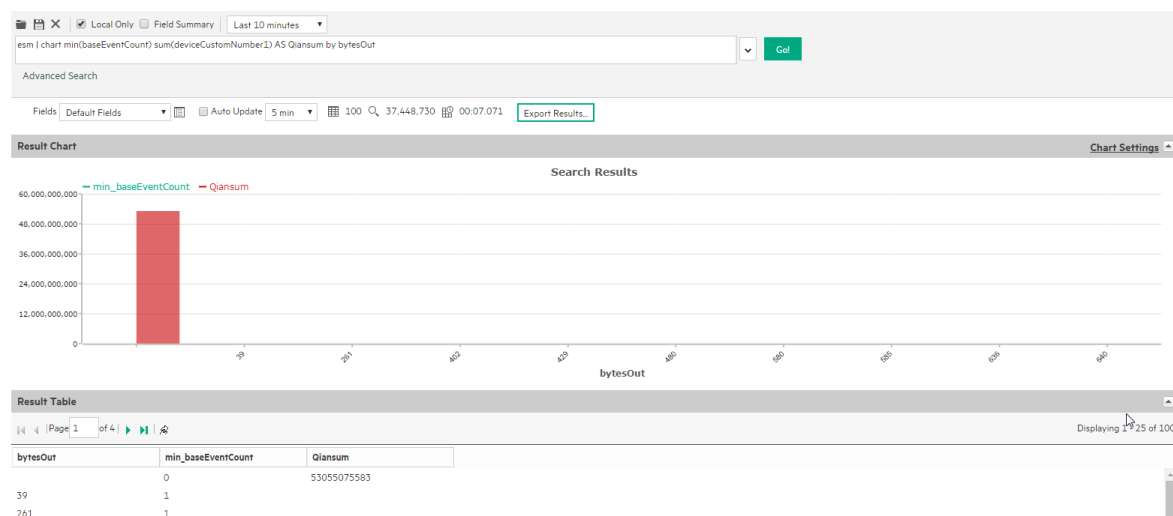 Local Only Field Summary Last 10 minutes
esm | chart min(baseEventCount) sum(deviceCustomNumber1) AS Qiansum by bytesOut
Go!
Advanced Search
Fields Default Fields Auto Update 5 min 100 37,448,730 00:07.071 Export Results...
Result Chart Chart Settings
Search Results
min_baseEventCount Qiansum
60,000,000,000
48,000,000,000
36,000,000,000
24,000,000,000
12,000,000,000
0
39 261 402 429 480 580 585 636 640
bytesOut
Result Table
Page 1 of 4 Displaying 1 - 25 of 100
bytesOut min_baseEventCount Qiansum
0 53055075583
39 1
261 1